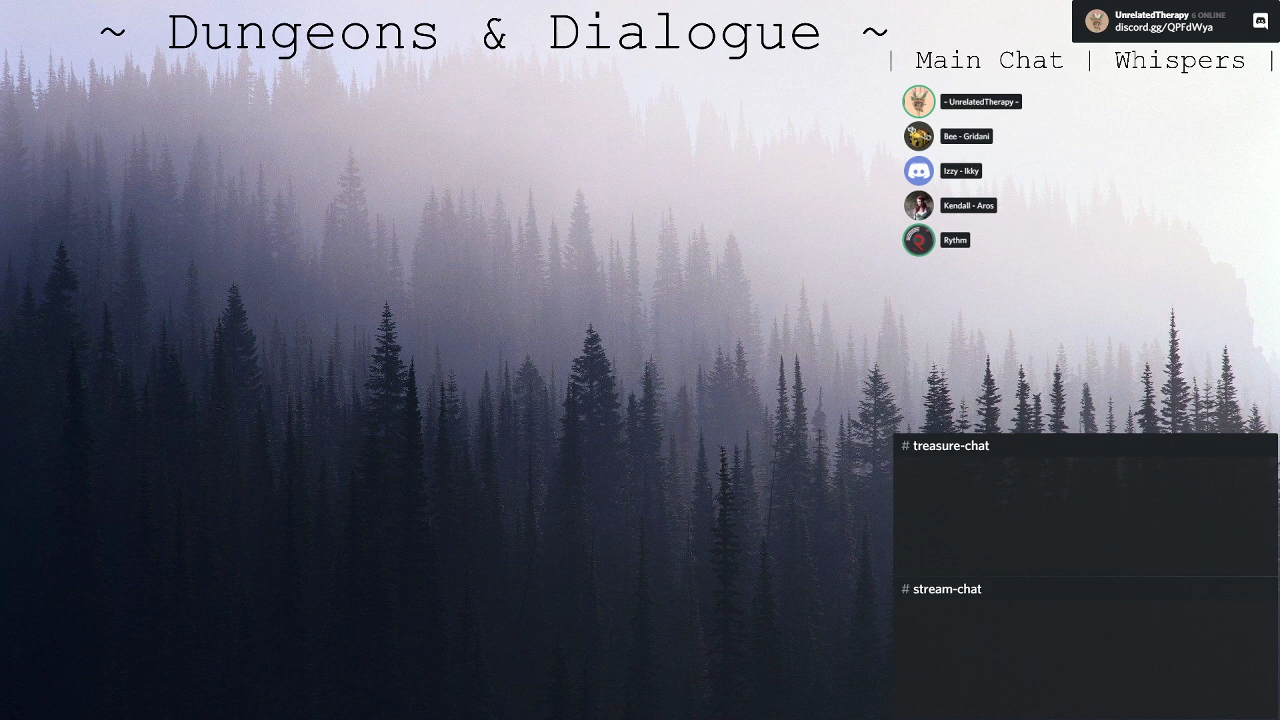 ~ Dungeons & Dialogue ~
UnrelatedTherapy 6 ONLINE
discord.gg/QPFdWya
| Main Chat | Whispers |
- UnrelatedTherapy -
Bee - Gridani
Izzy - Ikky
Kendall - Aros
Rythm
# treasure-chat
# stream-chat